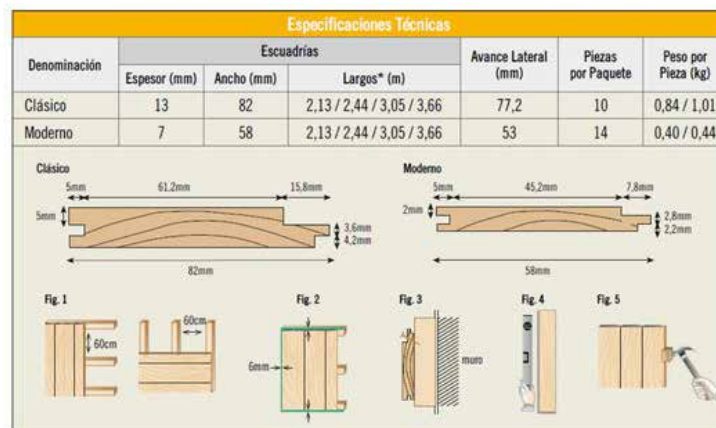 Especificaciones Técnicas
Denominación Escuadrías Avance Lateral (mm) Piezas por Paquete Peso por Pieza (kg)
Espesor (mm) Ancho (mm) Largos* (m)
Clásico 13 82 2,13 / 2,44 / 3,05 / 3,66 77,2 10 0,84 / 1,01
Moderno 7 58 2,13 / 2,44 / 3,05 / 3,66 53 14 0,40 / 0,44
Clásico
5mm 61,2mm 15,8mm
5mm
3,6mm
4,2mm
82mm
Moderno
5mm 45,2mm 7,8mm
2mm
2,8mm
2,2mm
58mm
Fig. 1
60cm
60cm
Fig. 2
6mm
Fig. 3
muro
Fig. 4
Fig. 5